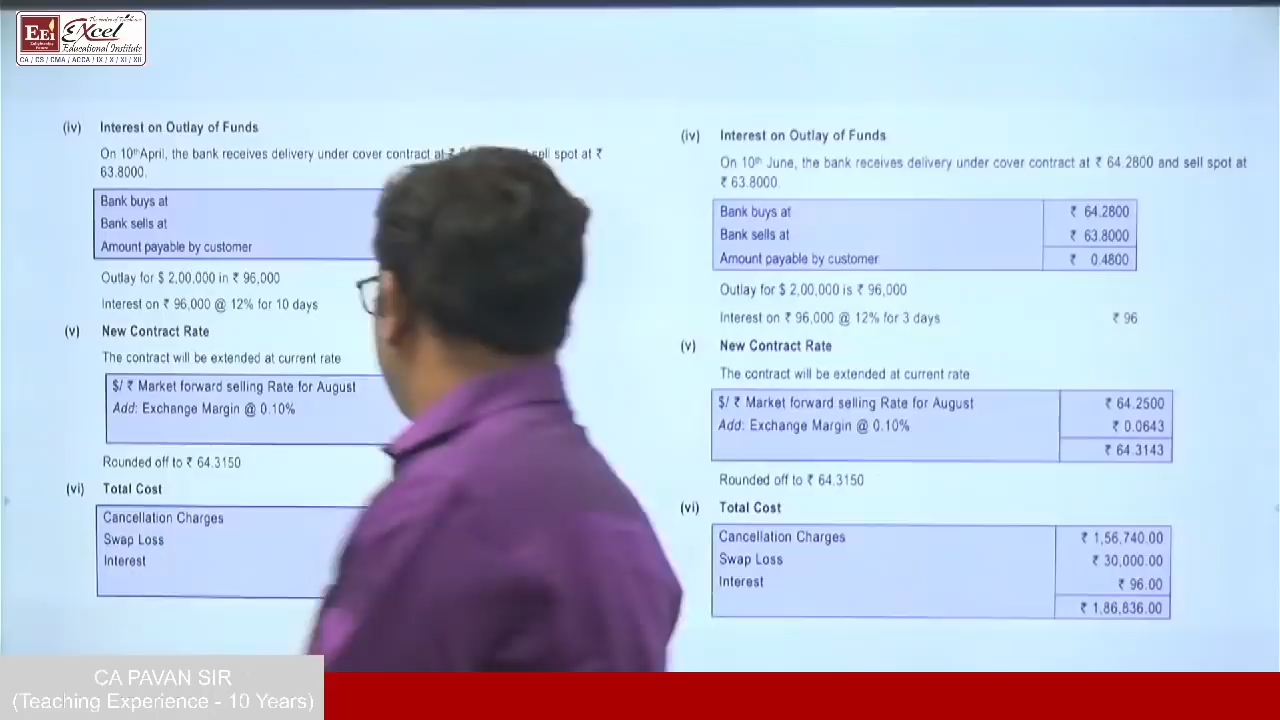 The centre of Excellence
EEi
Enlightening Future
Excel
Educational Institute
CA / CS / CMA / ACCA / IX / X / XI / XII
(iv) Interest on Outlay of Funds
On 10th April, the bank receives delivery under cover contract at ₹ sell spot at ₹
63.8000.
Bank buys at
Bank sells at
Amount payable by customer
Outlay for $ 2,00,000 in ₹ 96,000
Interest on ₹ 96,000 @ 12% for 10 days
(v) New Contract Rate
The contract will be extended at current rate
$/ ₹ Market forward selling Rate for August
Add: Exchange Margin @ 0.10%
Rounded off to ₹ 64.3150
(vi) Total Cost
Cancellation Charges
Swap Loss
Interest
(iv) Interest on Outlay of Funds
On 10th June, the bank receives delivery under cover contract at ₹ 64.2800 and sell spot at
₹ 63.8000.
Bank buys at ₹ 64.2800
Bank sells at ₹ 63.8000
Amount payable by customer ₹ 0.4800
Outlay for $ 2,00,000 is ₹ 96,000
Interest on ₹ 96,000 @ 12% for 3 days ₹ 96
(v) New Contract Rate
The contract will be extended at current rate
$/ ₹ Market forward selling Rate for August ₹ 64.2500
Add: Exchange Margin @ 0.10% ₹ 0.0643
₹ 64.3143
Rounded off to ₹ 64.3150
(vi) Total Cost
Cancellation Charges ₹ 1,56,740.00
Swap Loss ₹ 30,000.00
Interest ₹ 96.00
₹ 1,86,836.00
CA PAVAN SIR
(Teaching Experience - 10 Years)